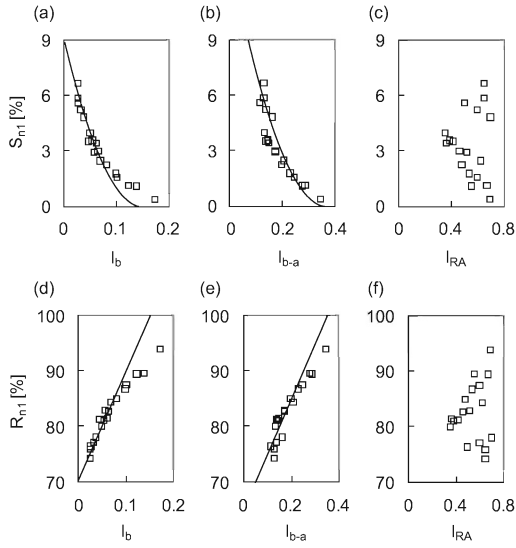 (a) (b) (c)
9 9 9
6 6 6
3 3 3
0 0 0
S_n1 [%]
0 0.1 0.2 0 0.2 0.4 0 0.4 0.8
I_b I_b-a I_RA
(d) (e) (f)
100 100 100
90 90 90
80 80 80
70 70 70
R_n1 [%]
0 0.1 0.2 0 0.2 0.4 0 0.4 0.8
I_b I_b-a I_RA